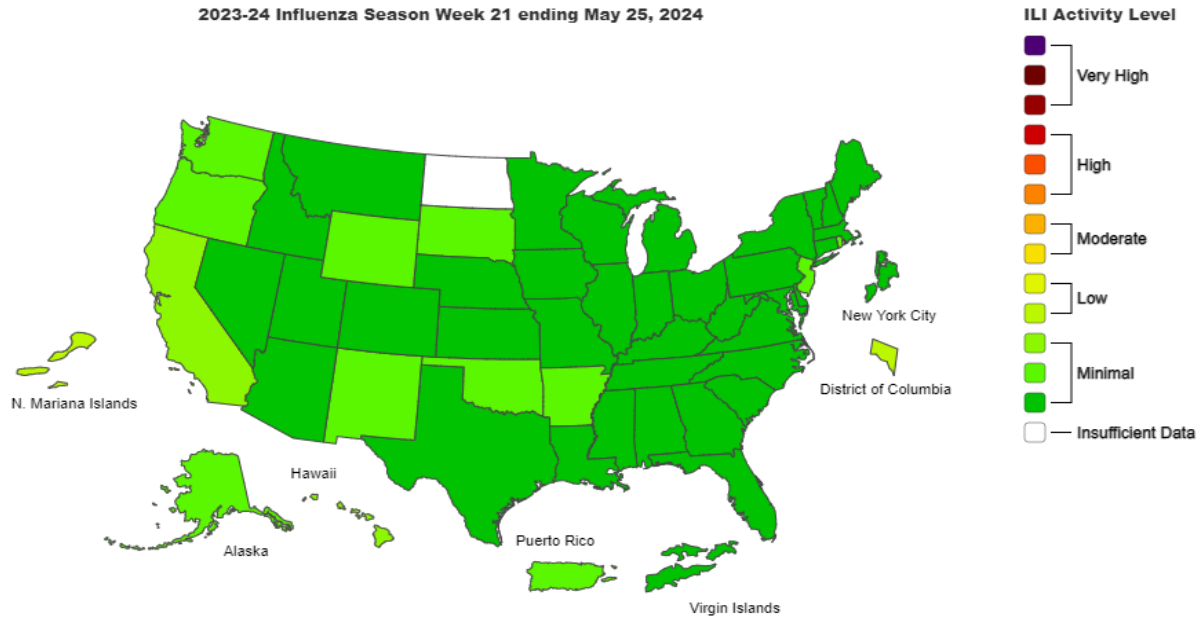 2023-24 Influenza Season Week 21 ending May 25, 2024
ILI Activity Level
Very High
High
Moderate
Low
Minimal
Insufficient Data
New York City
District of Columbia
N. Mariana Islands
Hawaii
Alaska
Puerto Rico
Virgin Islands